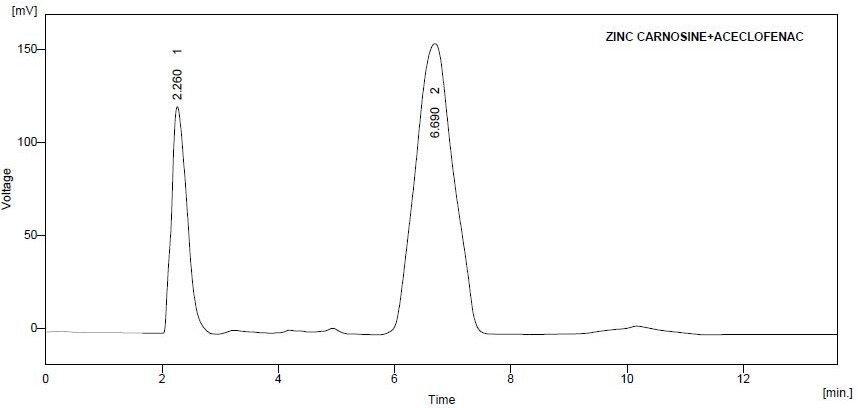 [mV]
ZINC CARNOSINE+ACECLOFENAC
150
100
50
0
Voltage
2.260 1
6.690 2
0 2 4 6 8 10 12
Time
[min.]